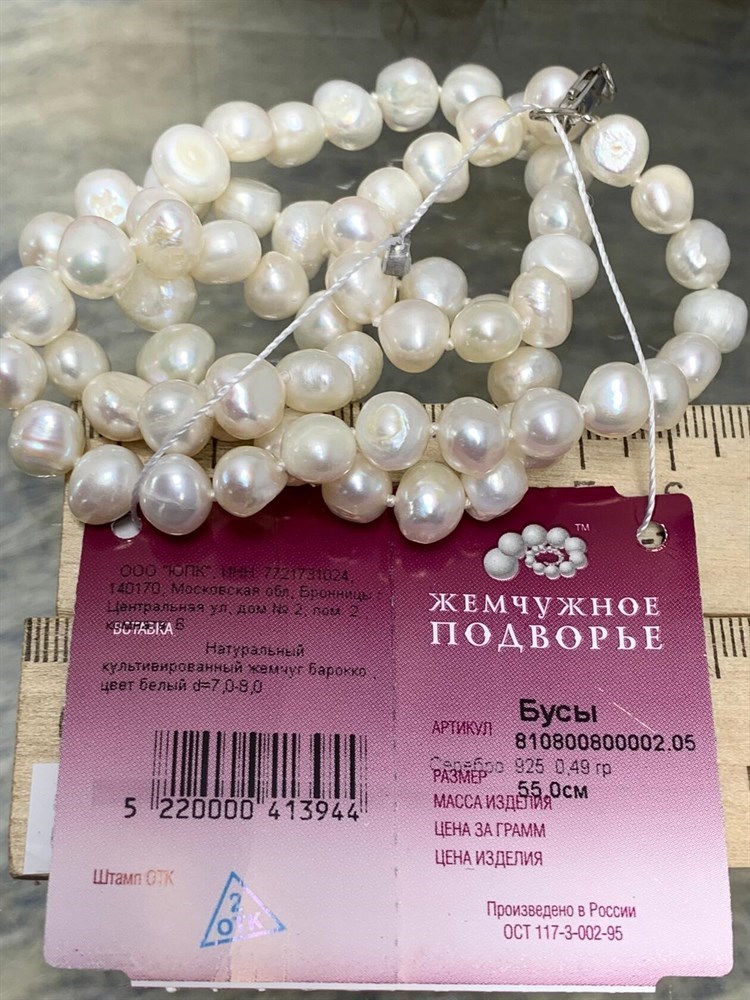 ООО "ЮПК", ИНН: 7721731024,
140170, Московская обл, Бронницы г,
Центральная ул, дом № 2, пом. 2,
6
ВСТАВКА
Натуральный
культивированный жемчуг барокко
цвет белый d=7,0-8,0
5 220000 413944
Штамп ОТК
2
ОТК
TM
ЖЕМЧУЖНОЕ
ПОДВОРЬЕ
Бусы
АРТИКУЛ 810800800002.05
Серебро 925 0,49 гр
РАЗМЕР
55,0см
МАССА ИЗДЕЛИЯ
ЦЕНА ЗА ГРАММ
ЦЕНА ИЗДЕЛИЯ
Произведено в России
ОСТ 117-3-002-95